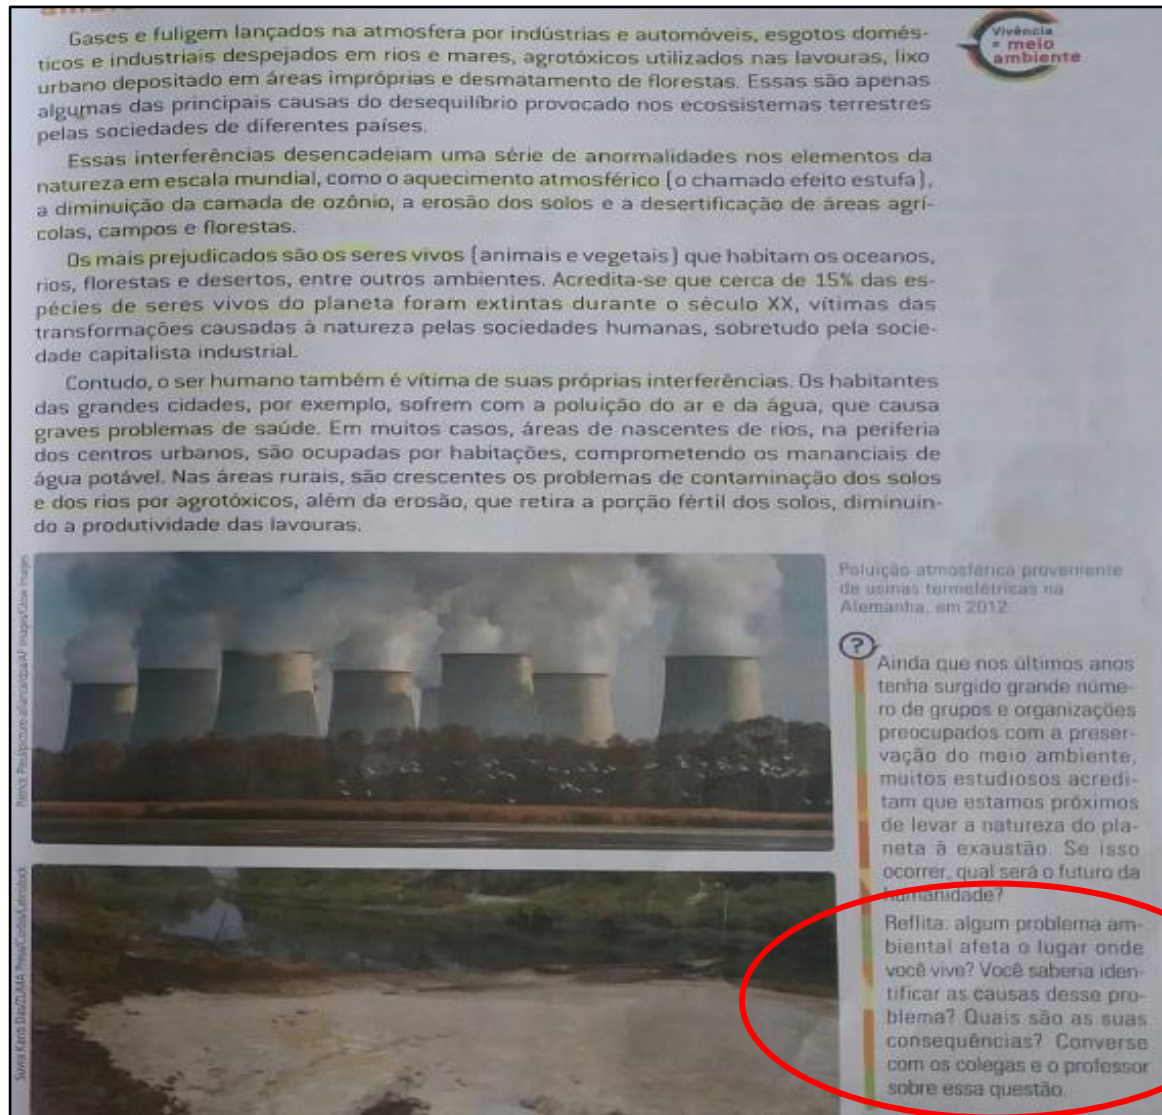 Vivência
e meio
ambiente
Gases e fuligem lançados na atmosfera por indústrias e automóveis, esgotos domés-
ticos e industriais despejados em rios e mares, agrotóxicos utilizados nas lavouras, lixo
urbano depositado em áreas impróprias e desmatamento de florestas. Essas são apenas
algumas das principais causas do desequilíbrio provocado nos ecossistemas terrestres
pelas sociedades de diferentes países.
Essas interferências desencadeiam uma série de anormalidades nos elementos da
natureza em escala mundial, como o aquecimento atmosférico (o chamado efeito estufa),
a diminuição da camada de ozônio, a erosão dos solos e a desertificação de áreas agrí-
colas, campos e florestas.
Os mais prejudicados são os seres vivos (animais e vegetais) que habitam os oceanos,
rios, florestas e desertos, entre outros ambientes. Acredita-se que cerca de 15% das es-
pécies de seres vivos do planeta foram extintas durante o século XX, vítimas das
transformações causadas à natureza pelas sociedades humanas, sobretudo pela socie-
dade capitalista industrial.
Contudo, o ser humano também é vítima de suas próprias interferências. Os habitantes
das grandes cidades, por exemplo, sofrem com a poluição do ar e da água, que causa
graves problemas de saúde. Em muitos casos, áreas de nascentes de rios, na periferia
dos centros urbanos, são ocupadas por habitações, comprometendo os mananciais de
água potável. Nas áreas rurais, são crescentes os problemas de contaminação dos solos
e dos rios por agrotóxicos, além da erosão, que retira a porção fértil dos solos, diminuin-
do a produtividade das lavouras.
Poluição atmosférica proveniente
de usinas termelétricas na
Alemanha, em 2012.
?
Ainda que nos últimos anos
tenha surgido grande núme-
ro de grupos e organizações
preocupados com a preser-
vação do meio ambiente,
muitos estudiosos acredi-
tam que estamos próximos
de levar a natureza do pla-
neta à exaustão. Se isso
ocorrer, qual será o futuro da
humanidade?
Reflita: algum problema am-
biental afeta o lugar onde
você vive? Você saberia iden-
tificar as causas desse pro-
blema? Quais são as suas
consequências? Converse
com os colegas e o professor
sobre essa questão.